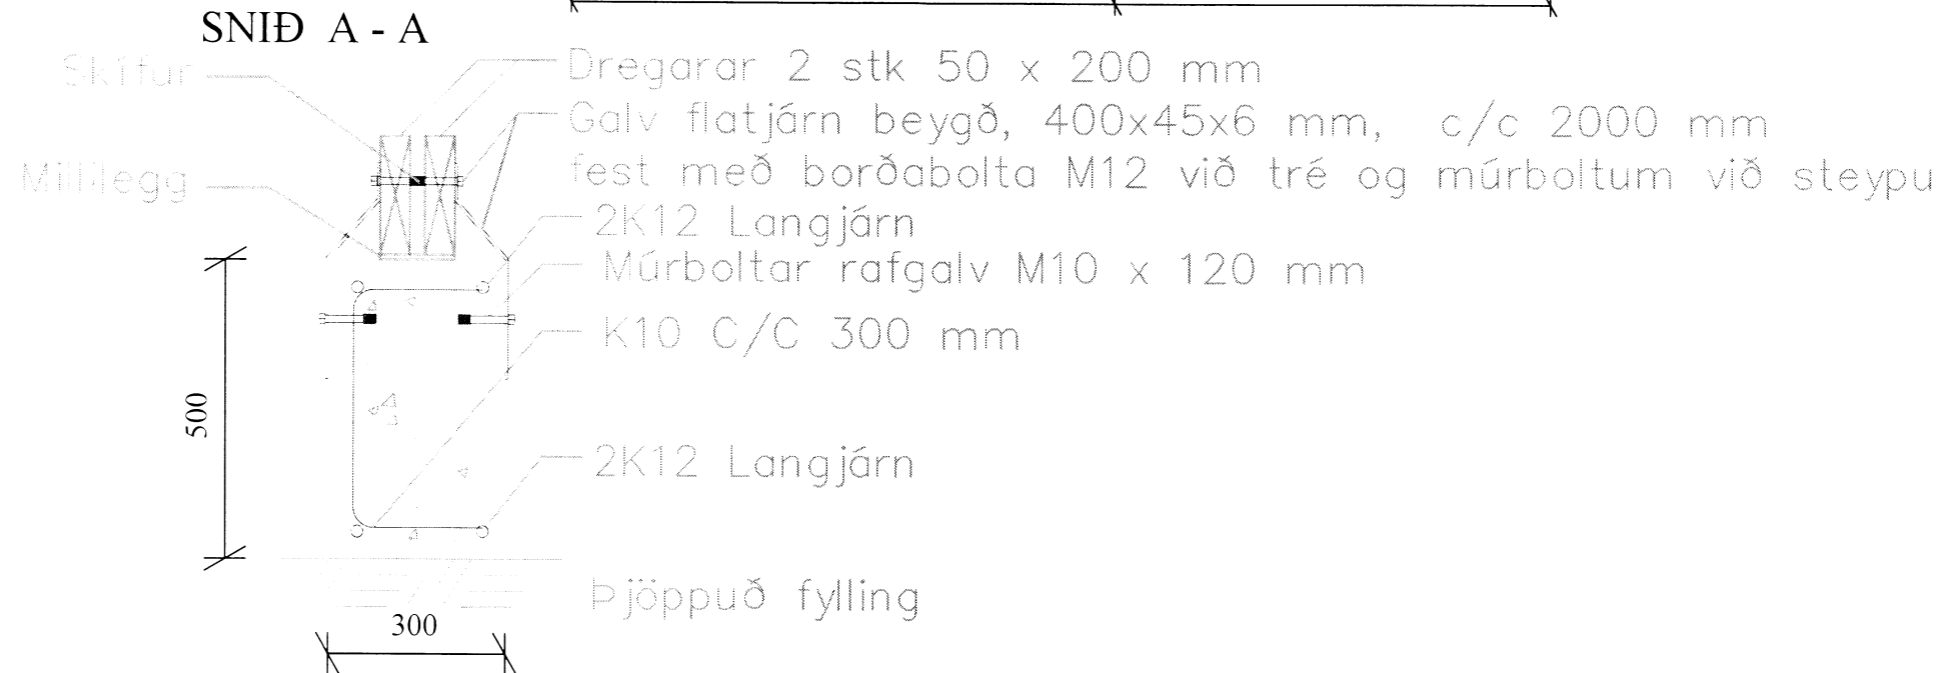 SNIÐ A - A
Skífur
Dregarar 2 stk 50 x 200 mm
Galv flatjárn beygð, 400x45x6 mm, c/c 2000 mm
fest með borðabolta M12 við tré og múrboltum við steypu
Millilegg
2K12 Langjárn
Múrboltar rafgalv M10 x 120 mm
K10 C/C 300 mm
500
2K12 Langjárn
Þjöppuð fylling
300